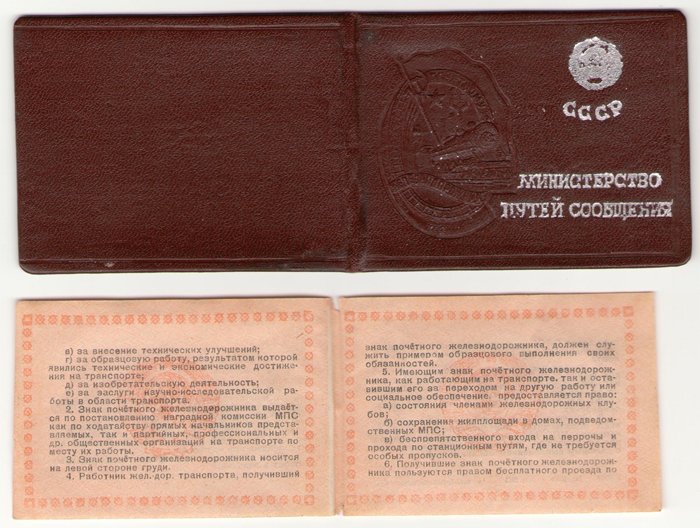 СССР
МИНИСТЕРСТВО
ПУТЕЙ СООБЩЕНИЯ
в) за внесение технических улучшений;
г) за образцовую работу, результатом которой
явились технические и экономические достиже-
ния на транспорте;
д) за изобретательскую деятельность;
е) за заслуги научно-исследовательской ра-
боты в области транспорта.
2. Знак почётного железнодорожника выдаёт-
ся по постановлению наградной комиссии МПС
как по ходатайству прямых начальников предста-
вляемых, так и партийных, профессиональных и
др. общественных организаций на транспорте по
месту их работы.
3. Знак почётного железнодорожника носится
на левой стороне груди.
4. Работник жел.дор. транспорта, получивший
знак почётного железнодорожника, должен слу-
жить примером образцового выполнения своих
обязанностей.
5. Имеющим знак почётного железнодорож-
ника, как работающим на транспорте, так и оста-
вившим его за переходом на другую работу или
социальное обеспечение, предоставляется право:
а) состояния членами железнодорожных клу-
бов;
б) сохранения жилплощади в домах, подведом-
ственных МПС;
в) беспрепятственного входа на перроны и
прохода по станционным путям, где не требуется
особых пропусков.
6. Получившие знак почётного железнодорож-
ника пользуются правом бесплатного проезда по